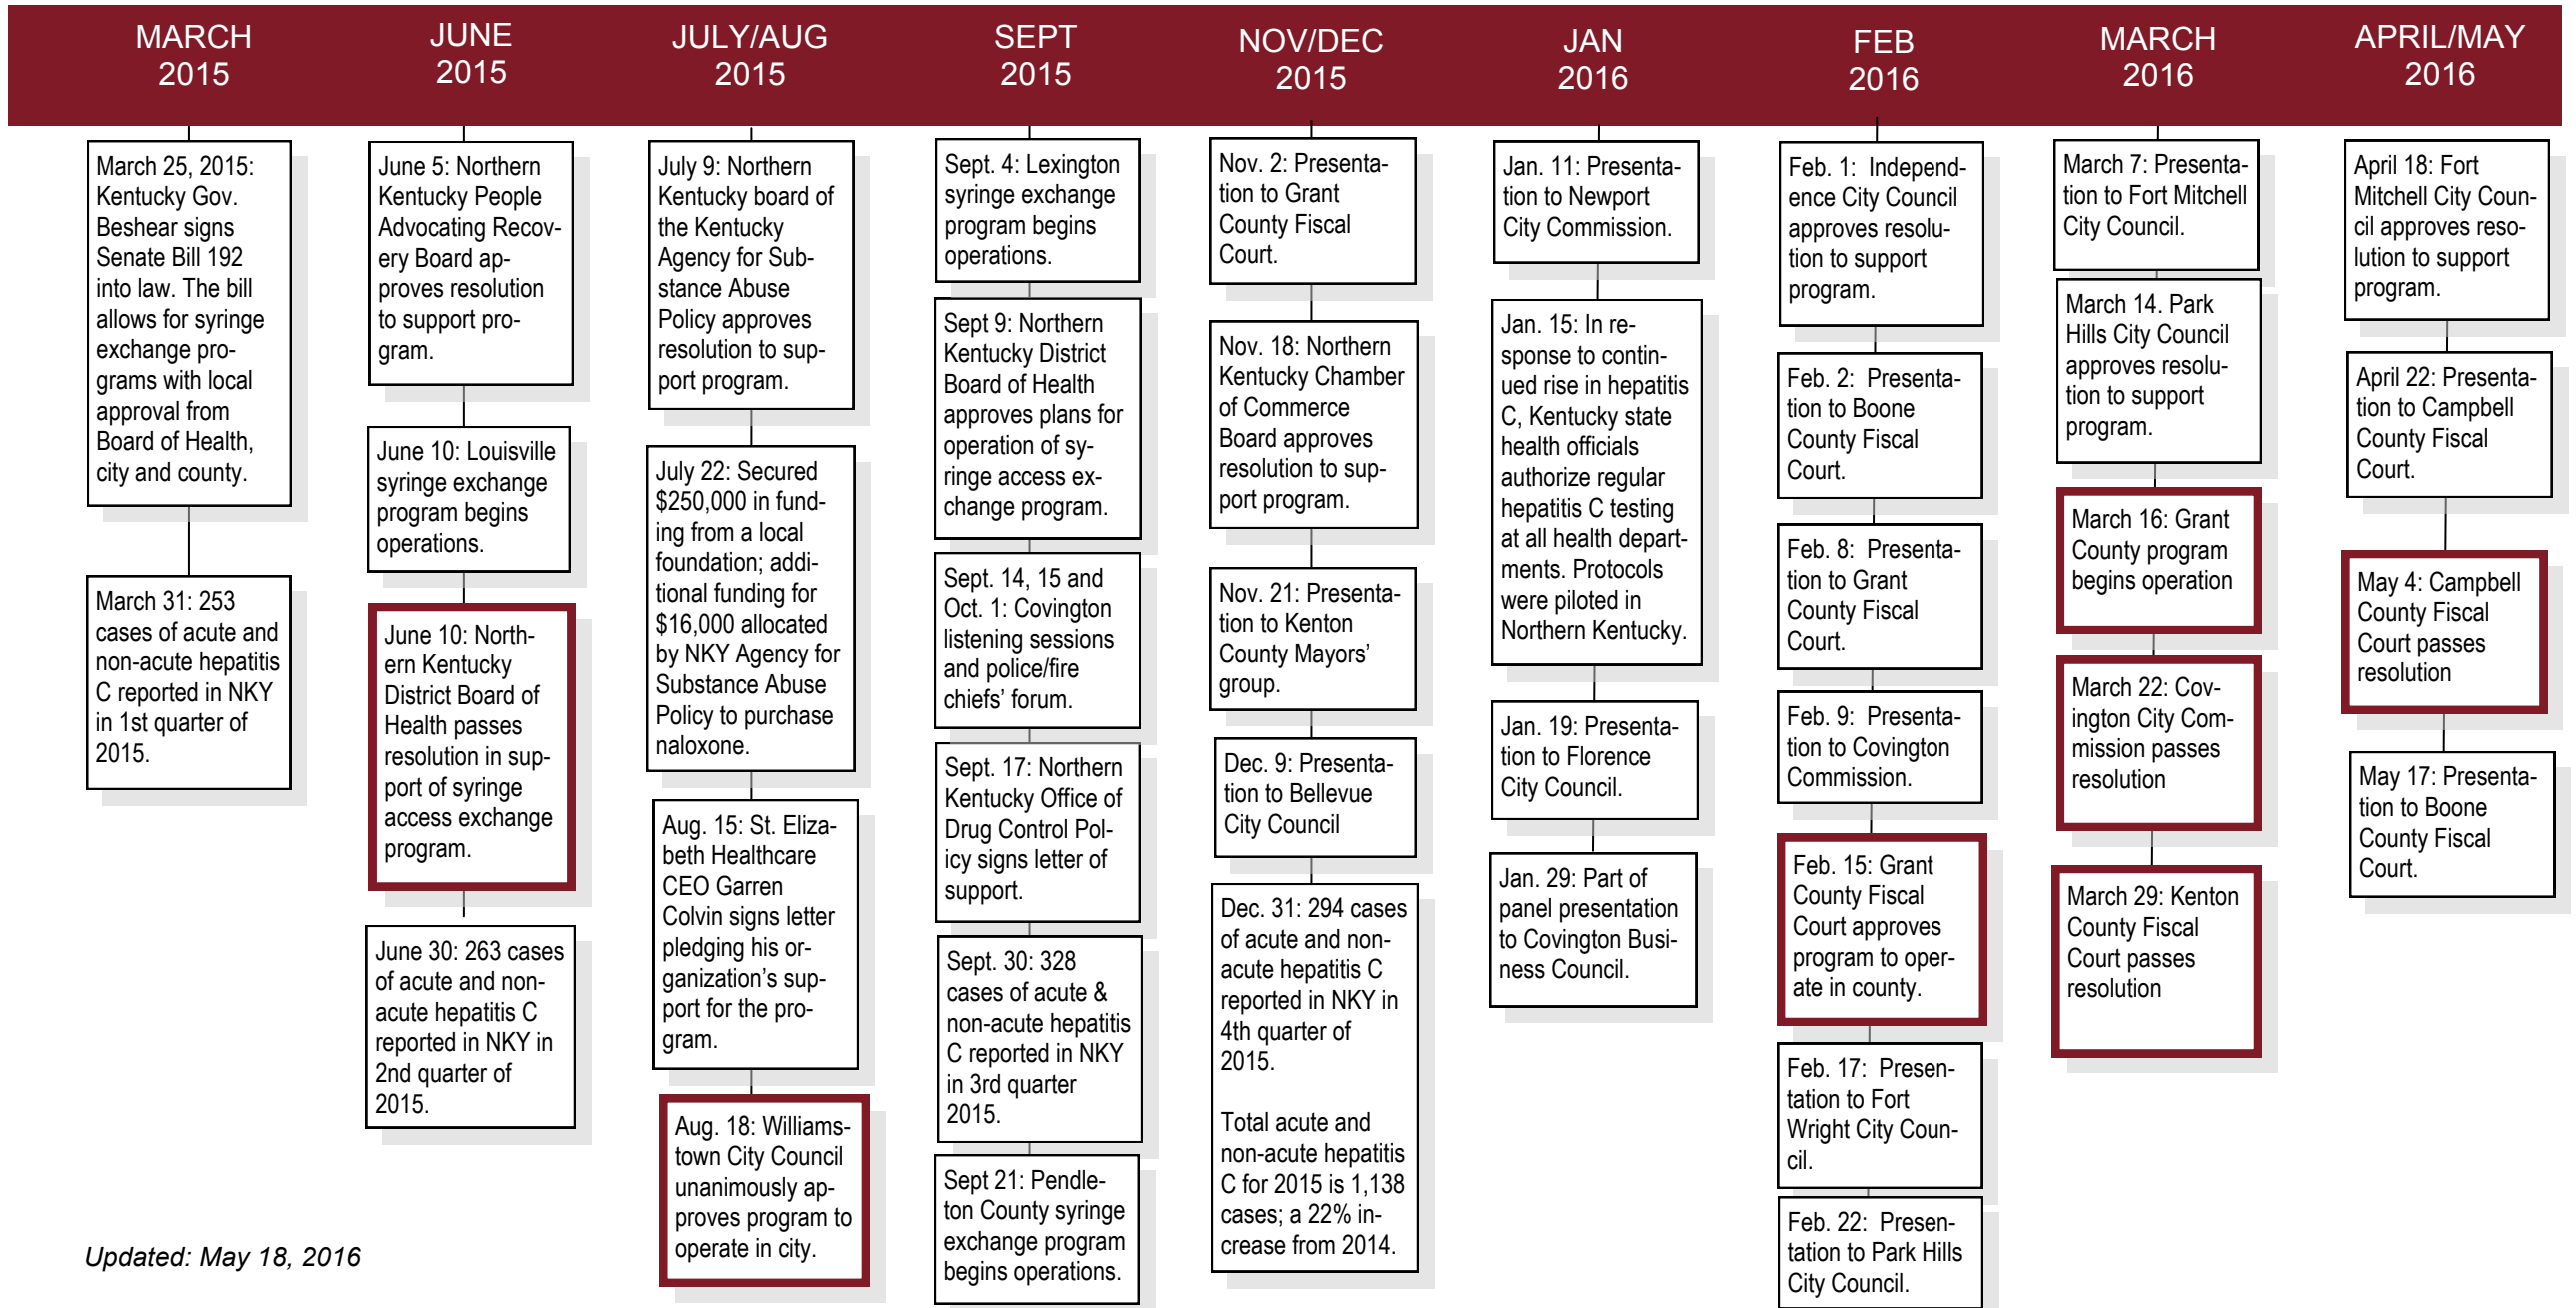 MARCH
2015
JUNE
2015
JULY/AUG
2015
SEPT
2015
NOV/DEC
2015
JAN
2016
FEB
2016
MARCH
2016
APRIL/MAY
2016
March 25, 2015:
Kentucky Gov.
Beshear signs
Senate Bill 192
into law. The bill
allows for syringe
exchange pro-
grams with local
approval from
Board of Health,
city and county.
March 31: 253
cases of acute and
non-acute hepatitis
C reported in NKY
in 1st quarter of
2015.
June 5: Northern
Kentucky People
Advocating Recov-
ery Board ap-
proves resolution
to support pro-
gram.
June 10: Louisville
syringe exchange
program begins
operations.
June 10: North-
ern Kentucky
District Board of
Health passes
resolution in sup-
port of syringe
access exchange
program.
June 30: 263 cases
of acute and non-
acute hepatitis C
reported in NKY in
2nd quarter of
2015.
July 9: Northern
Kentucky board of
the Kentucky
Agency for Sub-
stance Abuse
Policy approves
resolution to sup-
port program.
July 22: Secured
$250,000 in fund-
ing from a local
foundation; addi-
tional funding for
$16,000 allocated
by NKY Agency for
Substance Abuse
Policy to purchase
naloxone.
Aug. 15: St. Eliza-
beth Healthcare
CEO Garren
Colvin signs letter
pledging his or-
ganization's sup-
port for the pro-
gram.
Aug. 18: Williams-
town City Council
unanimously ap-
proves program to
operate in city.
Sept. 4: Lexington
syringe exchange
program begins
operations.
Sept 9: Northern
Kentucky District
Board of Health
approves plans for
operation of sy-
ringe access ex-
change program.
Sept. 14, 15 and
Oct. 1: Covington
listening sessions
and police/fire
chiefs' forum.
Sept. 17: Northern
Kentucky Office of
Drug Control Pol-
icy signs letter of
support.
Sept. 30: 328
cases of acute &
non-acute hepatitis
C reported in NKY
in 3rd quarter
2015.
Sept 21: Pendle-
ton County syringe
exchange program
begins operations.
Nov. 2: Presenta-
tion to Grant
County Fiscal
Court.
Nov. 18: Northern
Kentucky Chamber
of Commerce
Board approves
resolution to sup-
port program.
Nov. 21: Presenta-
tion to Kenton
County Mayors'
group.
Dec. 9: Presenta-
tion to Bellevue
City Council
Dec. 31: 294 cases
of acute and non-
acute hepatitis C
reported in NKY in
4th quarter of
2015.
Total acute and
non-acute hepatitis
C for 2015 is 1,138
cases; a 22% in-
crease from 2014.
Jan. 11: Presenta-
tion to Newport
City Commission.
Jan. 15: In re-
sponse to contin-
ued rise in hepatitis
C, Kentucky state
health officials
authorize regular
hepatitis C testing
at all health depart-
ments. Protocols
were piloted in
Northern Kentucky.
Jan. 19: Presenta-
tion to Florence
City Council.
Jan. 29: Part of
panel presentation
to Covington Busi-
ness Council.
Feb. 1: Independ-
ence City Council
approves resolu-
tion to support
program.
Feb. 2: Presenta-
tion to Boone
County Fiscal
Court.
Feb. 8: Presenta-
tion to Grant
County Fiscal
Court.
Feb. 9: Presenta-
tion to Covington
Commission.
Feb. 15: Grant
County Fiscal
Court approves
program to oper-
ate in county.
Feb. 17: Presen-
tation to Fort
Wright City Coun-
cil.
Feb. 22: Presen-
tation to Park Hills
City Council.
March 7: Presenta-
tion to Fort Mitchell
City Council.
March 14. Park
Hills City Council
approves resolu-
tion to support
program.
March 16: Grant
County program
begins operation
March 22: Cov-
ington City Com-
mission passes
resolution
March 29: Kenton
County Fiscal
Court passes
resolution
April 18: Fort
Mitchell City Coun-
cil approves reso-
lution to support
program.
April 22: Presenta-
tion to Campbell
County Fiscal
Court.
May 4: Campbell
County Fiscal
Court passes
resolution
May 17: Presenta-
tion to Boone
County Fiscal
Court.
Updated: May 18, 2016